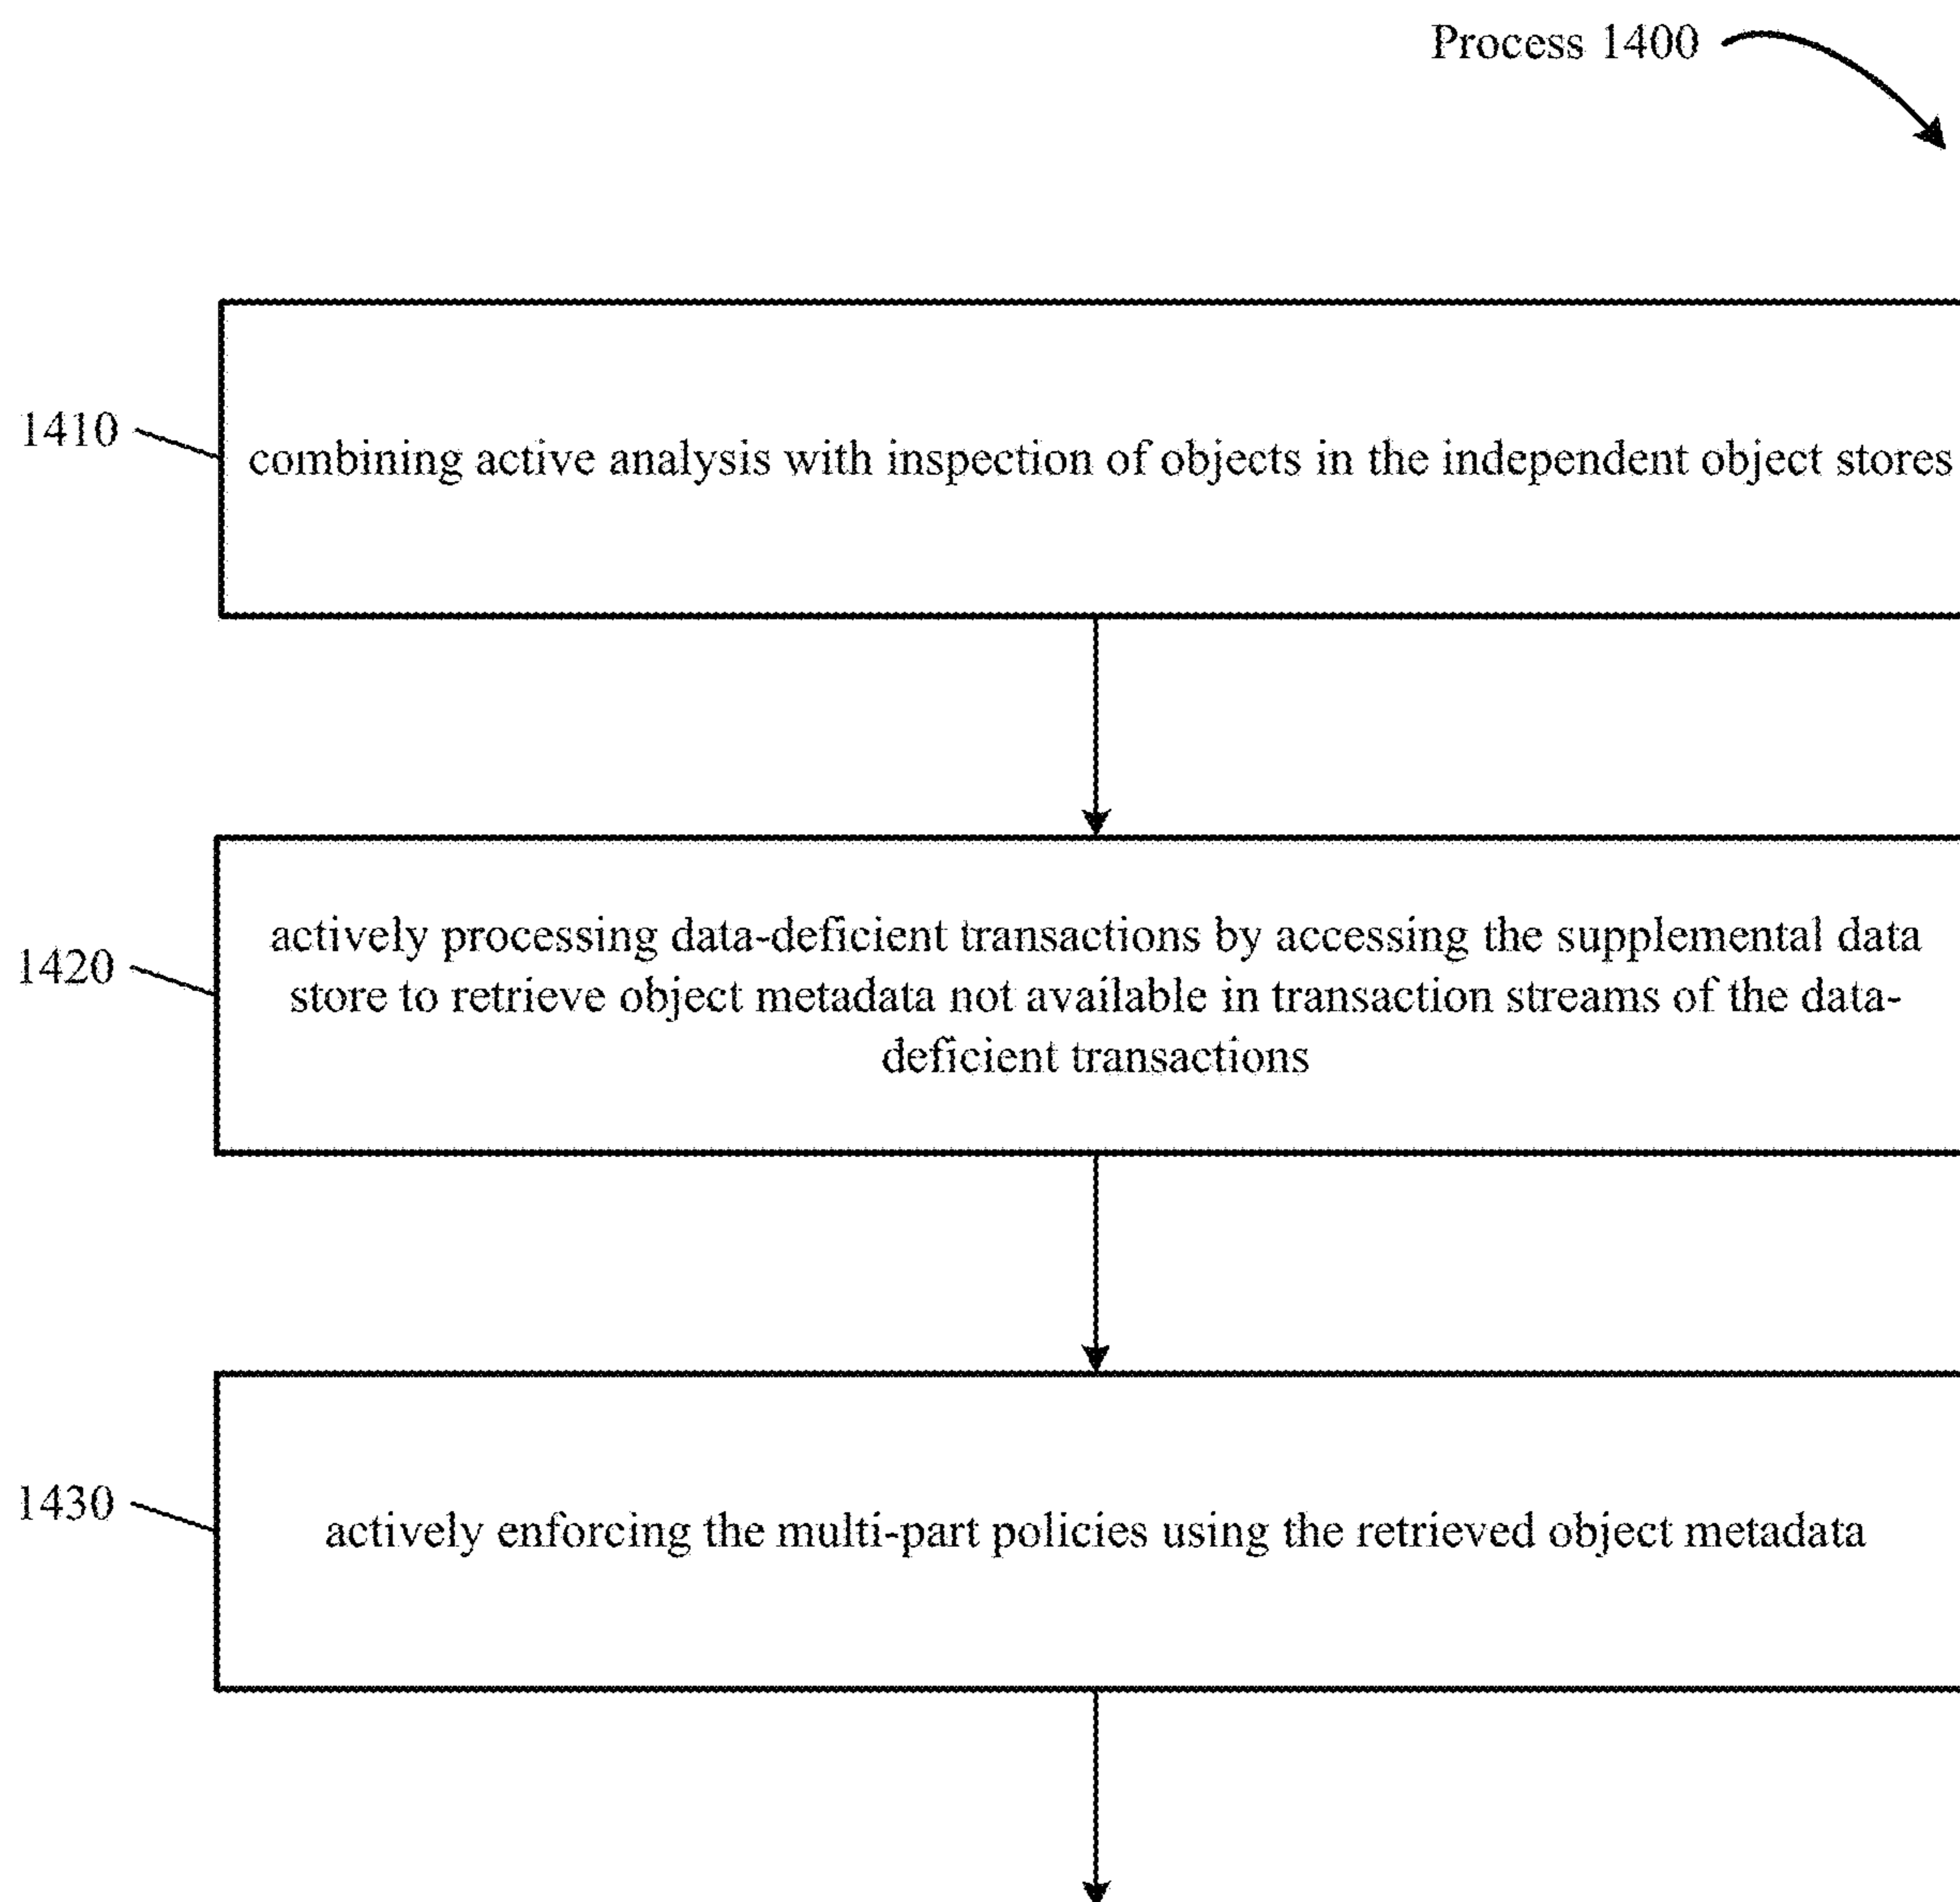 Process 1400
1410
combining active analysis with inspection of objects in the independent object stores
1420
actively processing data-deficient transactions by accessing the supplemental data
store to retrieve object metadata not available in transaction streams of the data-
deficient transactions
1430
actively enforcing the multi-part policies using the retrieved object metadata